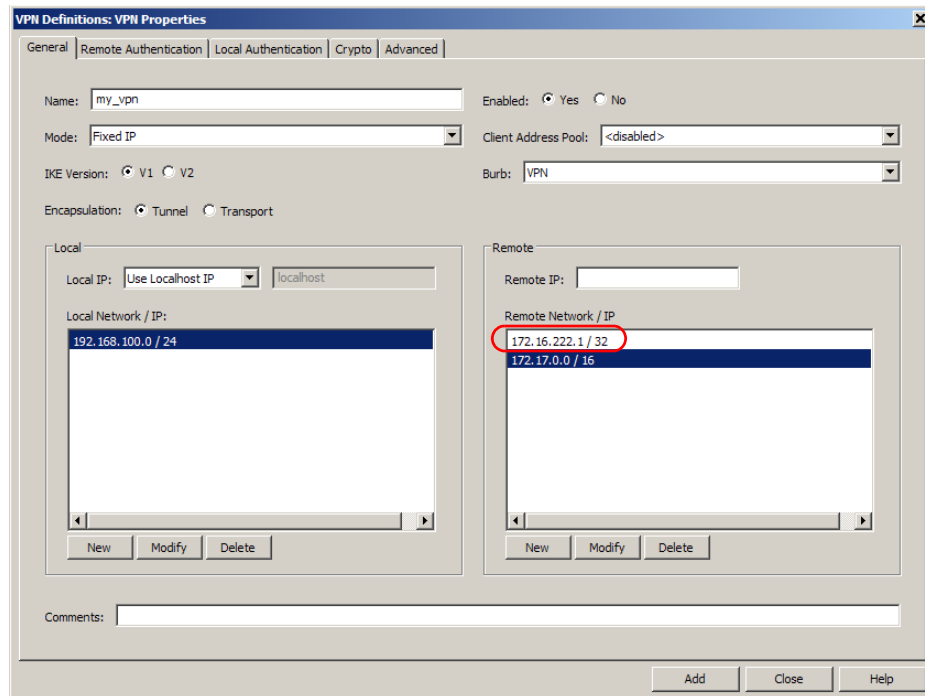 VPN Definitions: VPN Properties
General Remote Authentication Local Authentication Crypto Advanced
Name: my_vpn Enabled: Yes No
Mode: Fixed IP Client Address Pool: <disabled>
IKE Version: V1 V2 Burb: VPN
Encapsulation: Tunnel Transport
Local Remote
Local IP: Use Localhost IP localhost Remote IP:
Local Network / IP: Remote Network / IP
192.168.100.0 / 24 172.16.222.1 / 32
172.17.0.0 / 16
New Modify Delete New Modify Delete
Comments:
Add Close Help